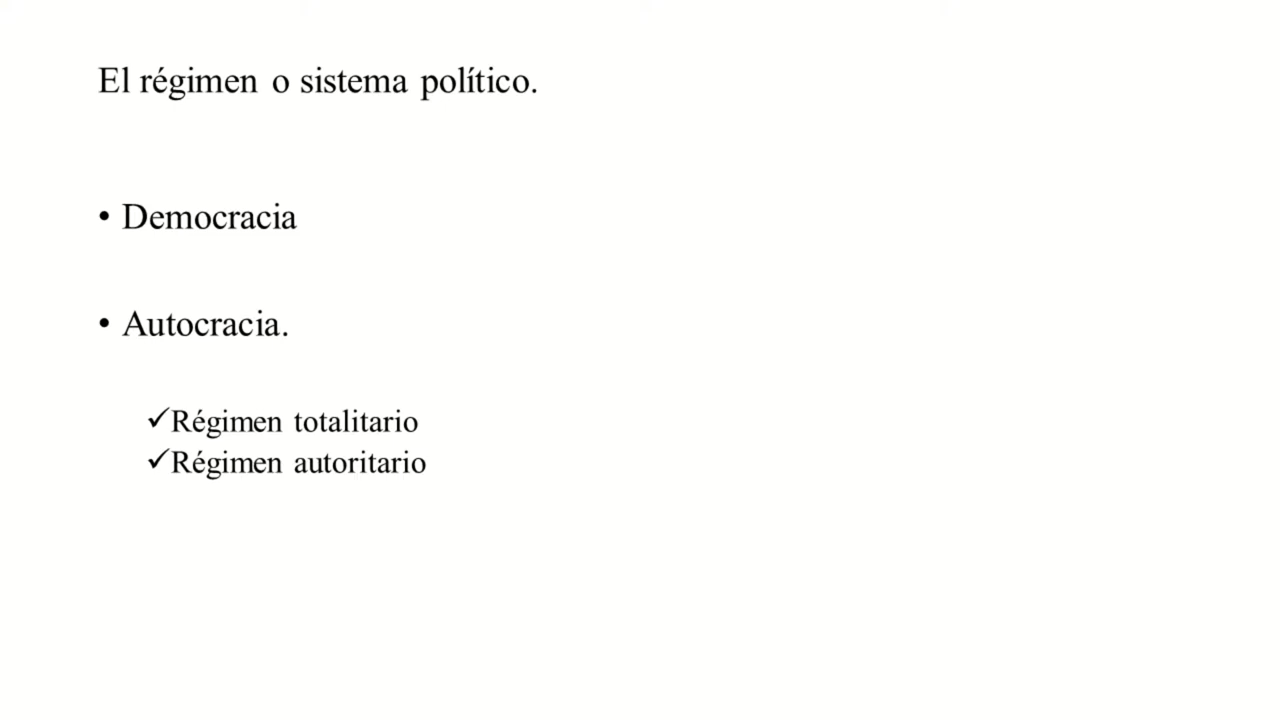 El régimen o sistema político.
• Democracia
• Autocracia.
✓Régimen totalitario
✓Régimen autoritario